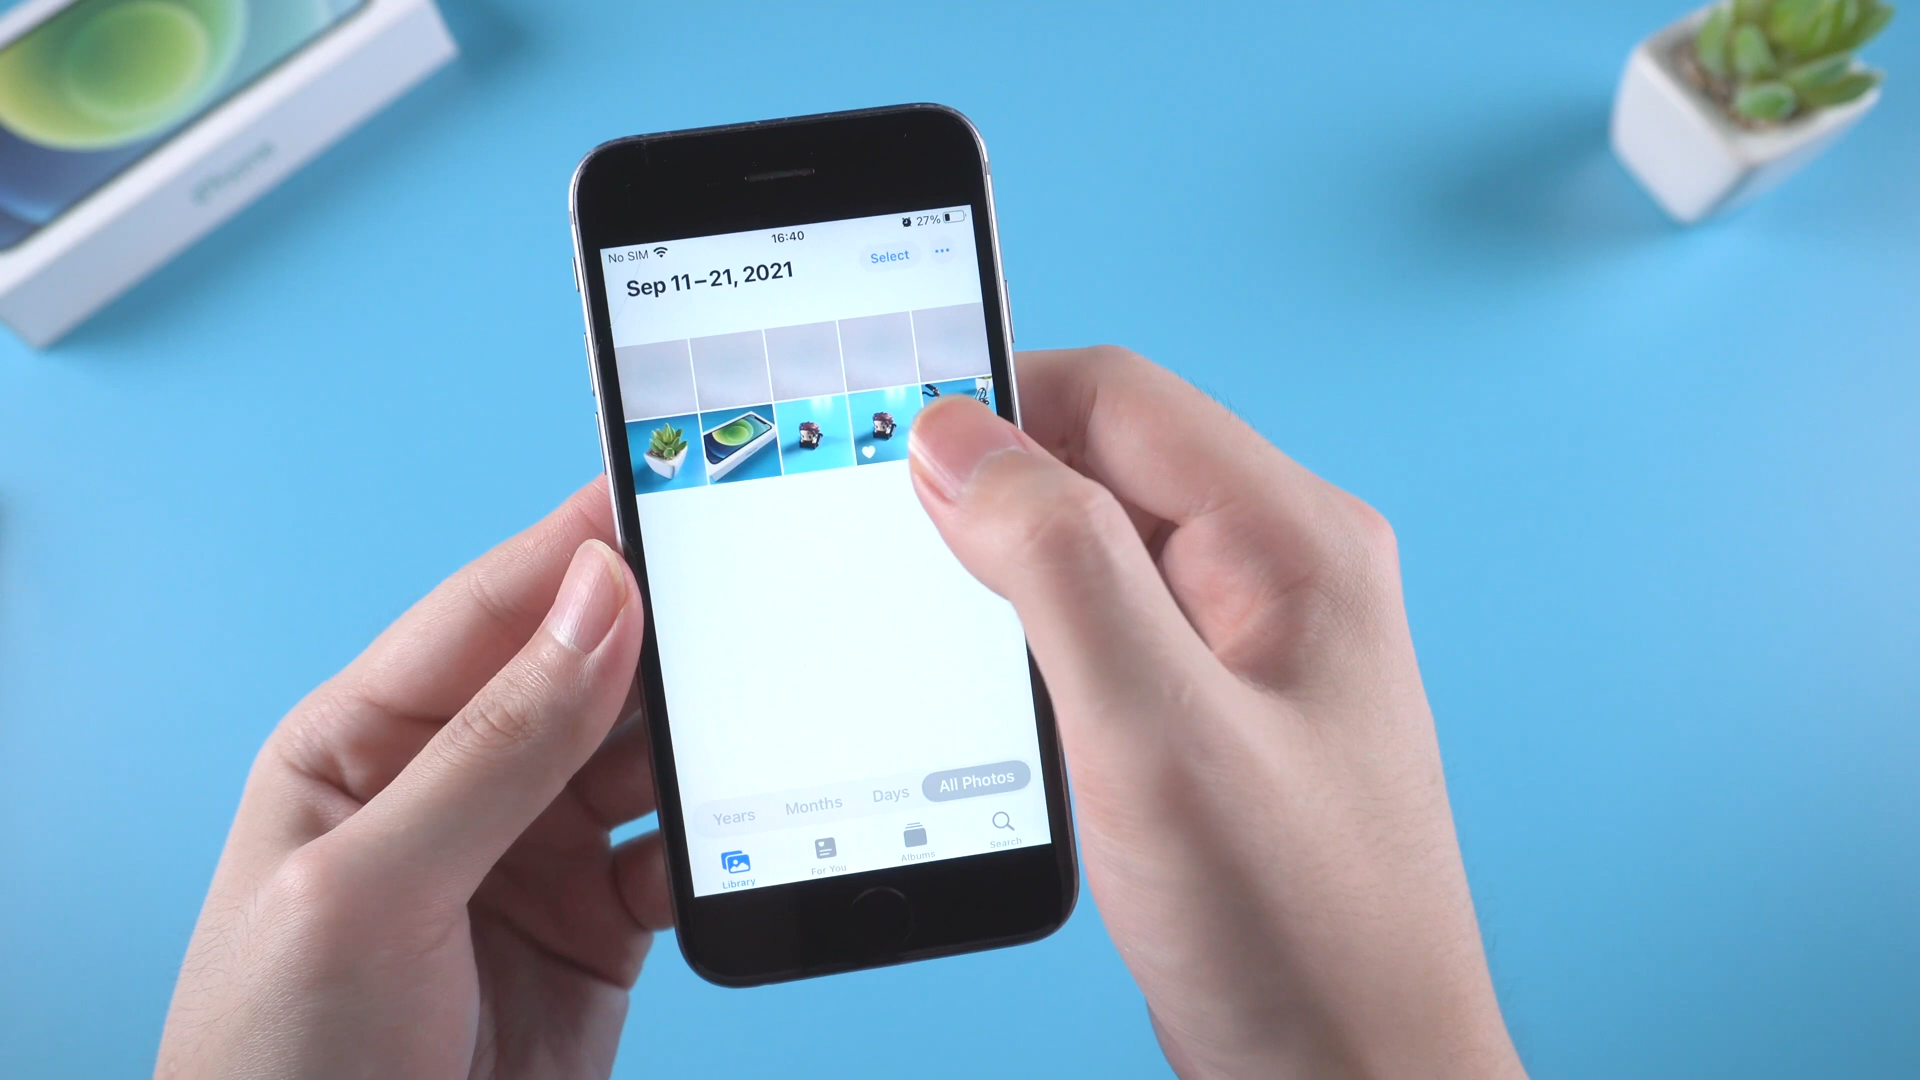 iPhone
No SIM
16:40
27%
Sep 11–21, 2021
Select
Years
Months
Days
All Photos
Library
For You
Albums
Search